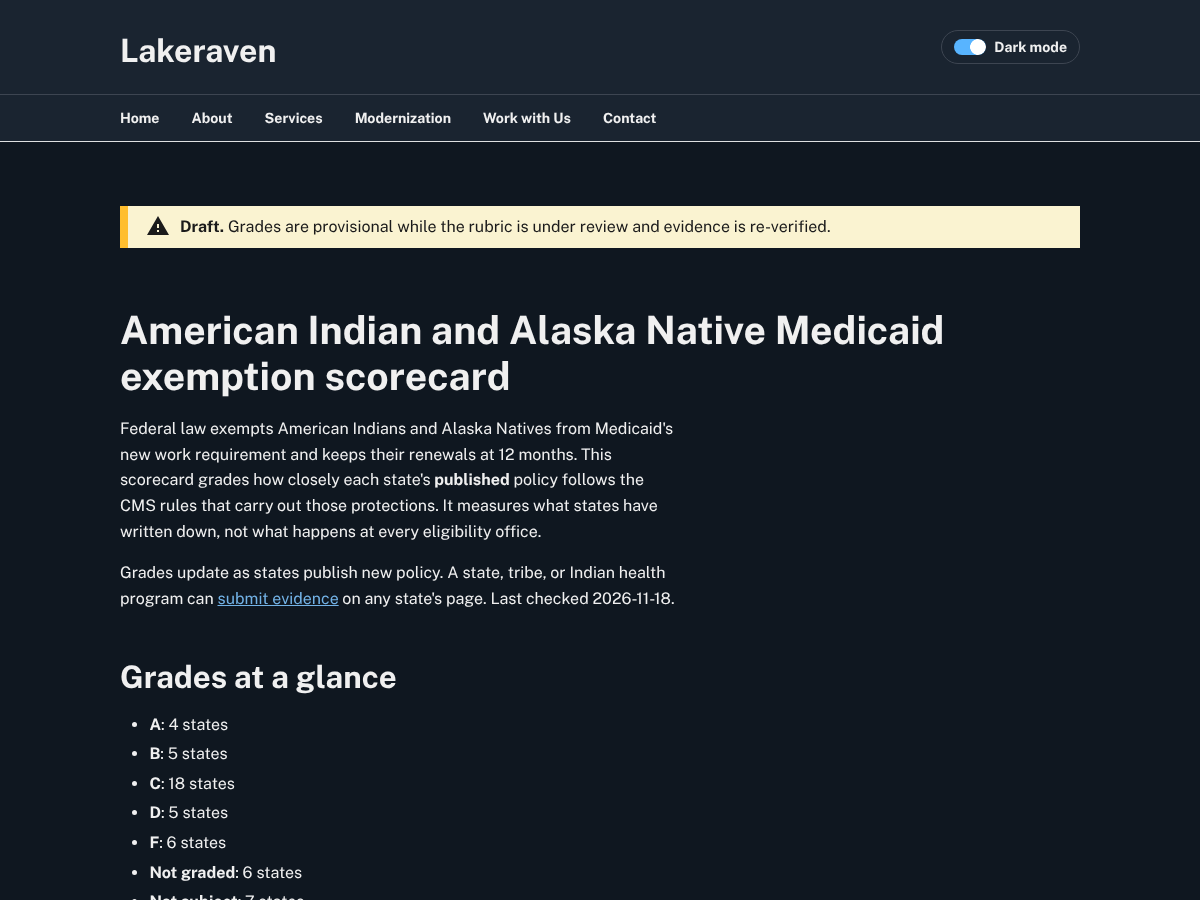 Lakeraven
Dark mode
Home About Services Modernization Work with Us Contact
Draft. Grades are provisional while the rubric is under review and evidence is re-verified.
American Indian and Alaska Native Medicaid
exemption scorecard
Federal law exempts American Indians and Alaska Natives from Medicaid's
new work requirement and keeps their renewals at 12 months. This
scorecard grades how closely each state's published policy follows the
CMS rules that carry out those protections. It measures what states have
written down, not what happens at every eligibility office.
Grades update as states publish new policy. A state, tribe, or Indian health
program can submit evidence on any state's page. Last checked 2026-11-18.
Grades at a glance
A: 4 states
B: 5 states
C: 18 states
D: 5 states
F: 6 states
Not graded: 6 states
Not subject: 7 states